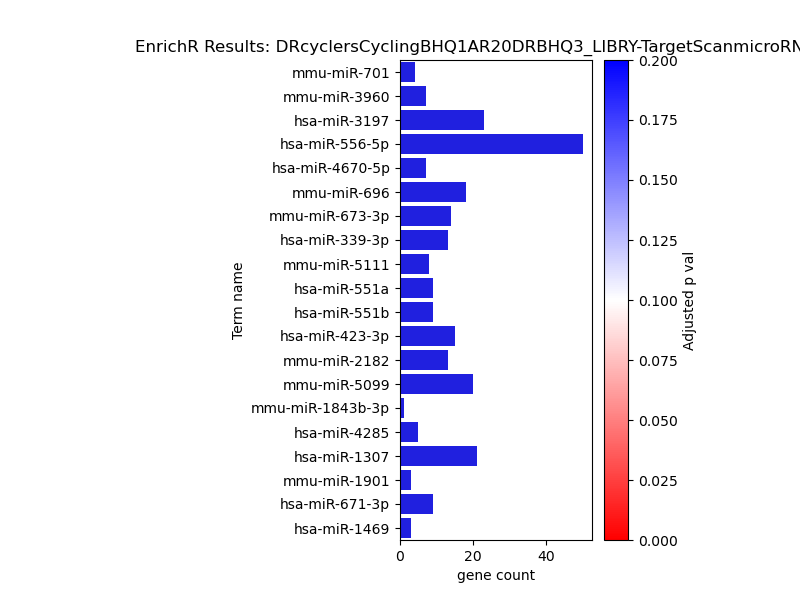 EnrichR Results: DRcyclersCyclingBHQ1AR20DRBHQ3_LIBRY-TargetScanmicroRN
mmu-miR-701
mmu-miR-3960
hsa-miR-3197
hsa-miR-556-5p
hsa-miR-4670-5p
mmu-miR-696
mmu-miR-673-3p
hsa-miR-339-3p
mmu-miR-5111
hsa-miR-551a
hsa-miR-551b
hsa-miR-423-3p
mmu-miR-2182
mmu-miR-5099
mmu-miR-1843b-3p
hsa-miR-4285
hsa-miR-1307
mmu-miR-1901
hsa-miR-671-3p
hsa-miR-1469
Term name
0 20 40
gene count
0.200
0.175
0.150
0.125
0.100
0.075
0.050
0.025
0.000
Adjusted p val